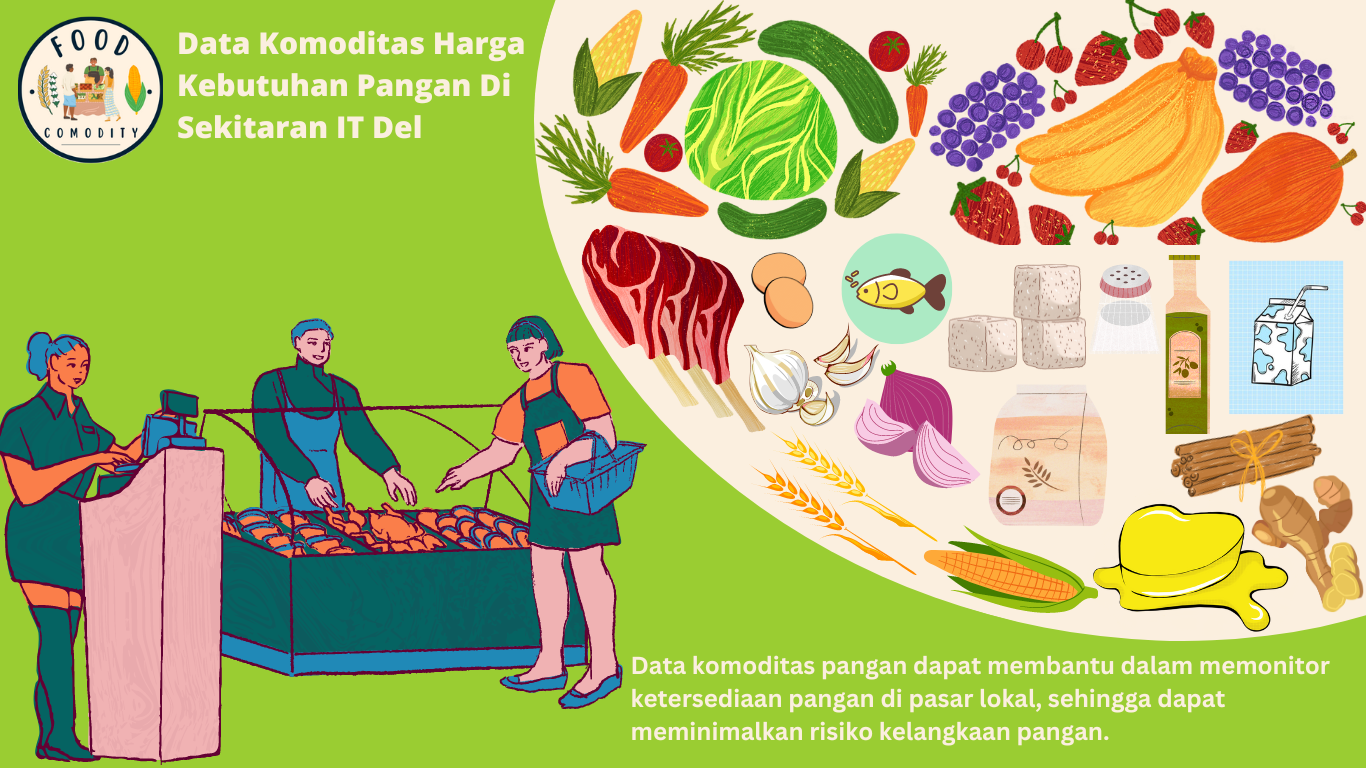 FOOD
COMODITY
Data Komoditas Harga
Kebutuhan Pangan Di
Sekitaran IT Del
Data komoditas pangan dapat membantu dalam memonitor
ketersediaan pangan di pasar lokal, sehingga dapat
meminimalkan risiko kelangkaan pangan.